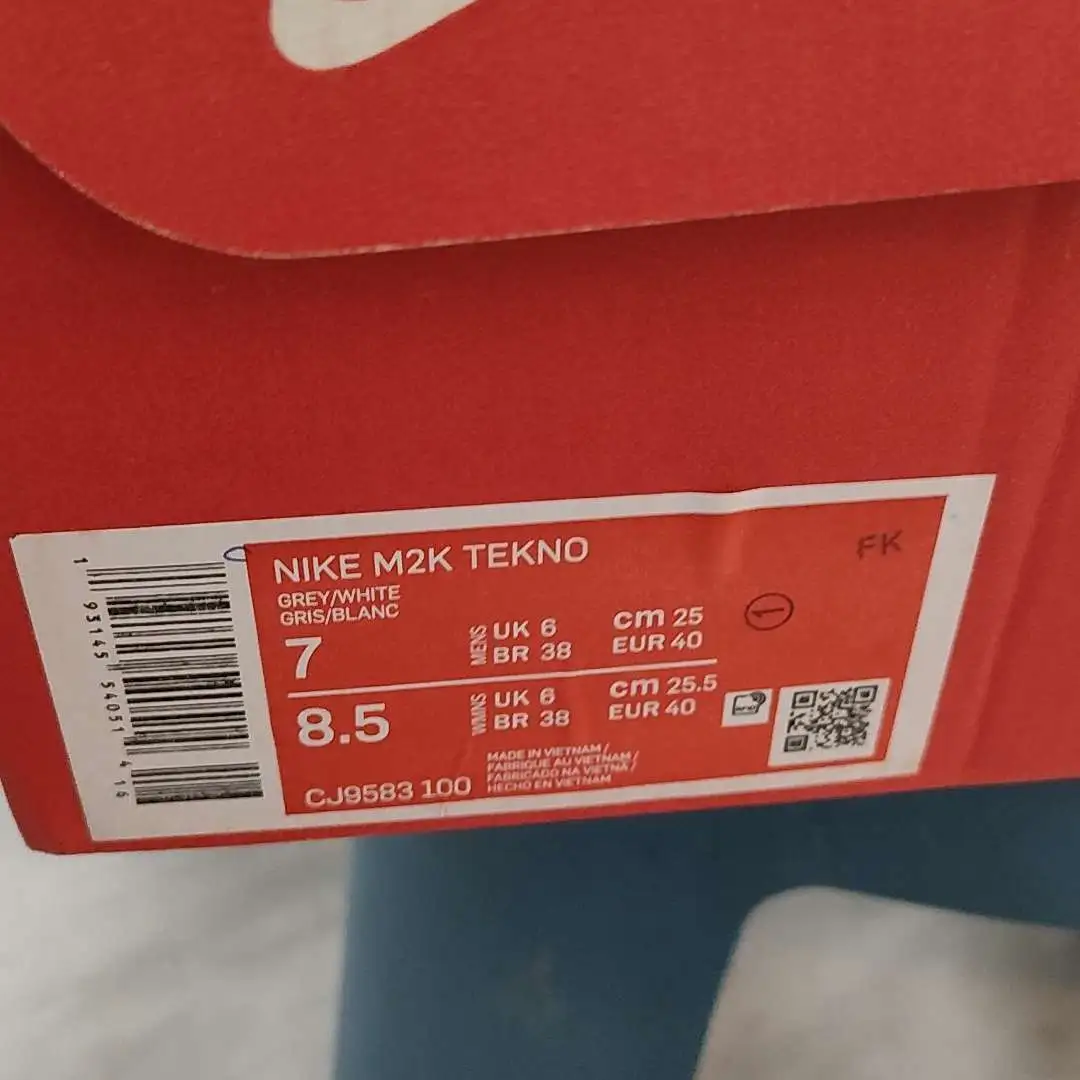 NIKE M2K TEKNO
FK
GREY/WHITE
GRIS/BLANC
7
MENS
UK 6
BR 38
cm 25
EUR 40
1
8.5
WMNS
UK 6
BR 38
cm 25.5
EUR 40
CJ9583 100
MADE IN VIETNAM /
FABRIQUE AU VIETNAM /
FABRICADO NA VIETNÃ /
HECHO EN VIETNAM
1 93145 54051 4 16